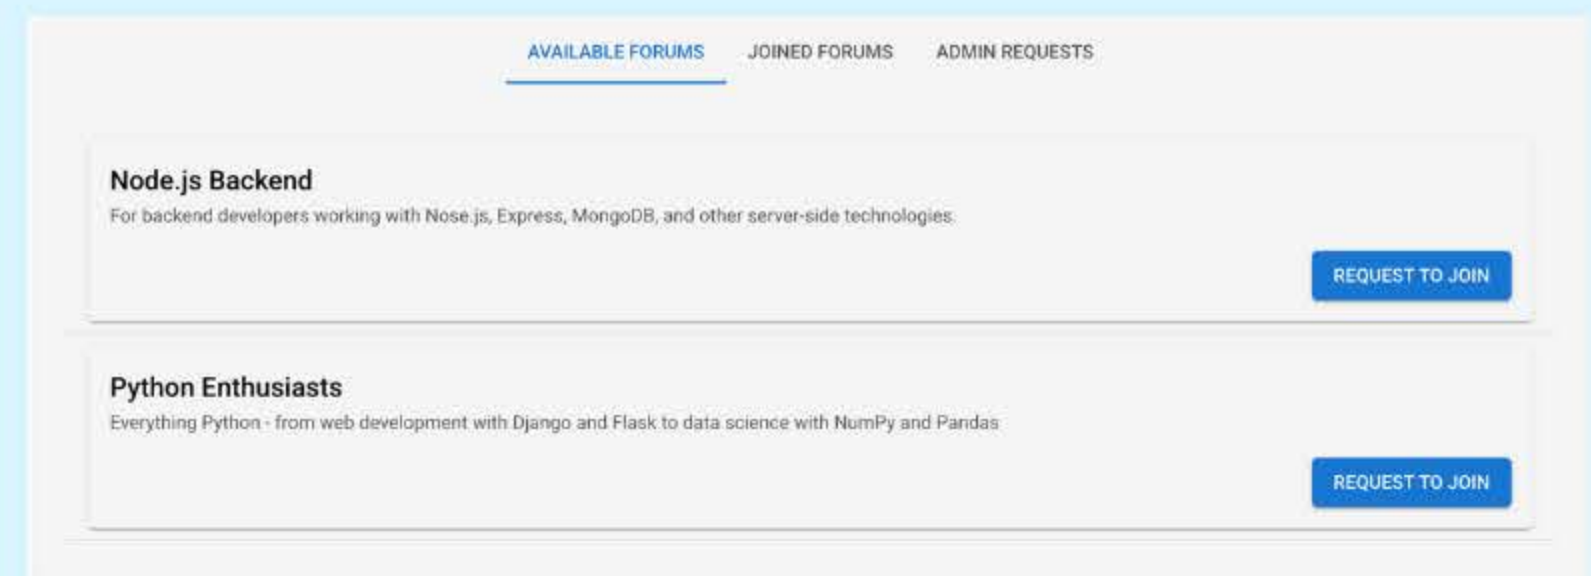 AVAILABLE FORUMS JOINED FORUMS ADMIN REQUESTS
Node.js Backend
For backend developers working with Nose.js, Express, MongoDB, and other server-side technologies.
REQUEST TO JOIN
Python Enthusiasts
Everything Python - from web development with Django and Flask to data science with NumPy and Pandas
REQUEST TO JOIN